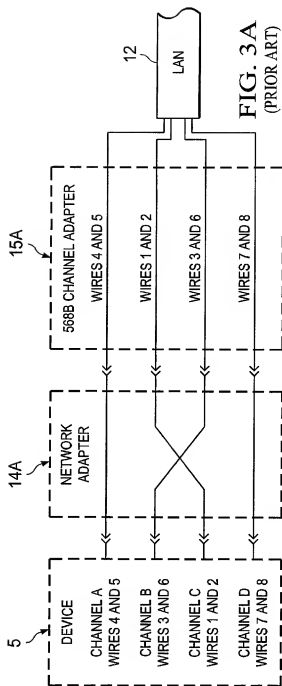 5
DEVICE
CHANNEL A
WIRES 4 AND 5
CHANNEL B
WIRES 3 AND 6
CHANNEL C
WIRES 1 AND 2
CHANNEL D
WIRES 7 AND 8
14A
NETWORK
ADAPTER
15A
568B CHANNEL ADAPTER
WIRES 4 AND 5
WIRES 1 AND 2
WIRES 3 AND 6
WIRES 7 AND 8
12
LAN
FIG. 3A
(PRIOR ART)